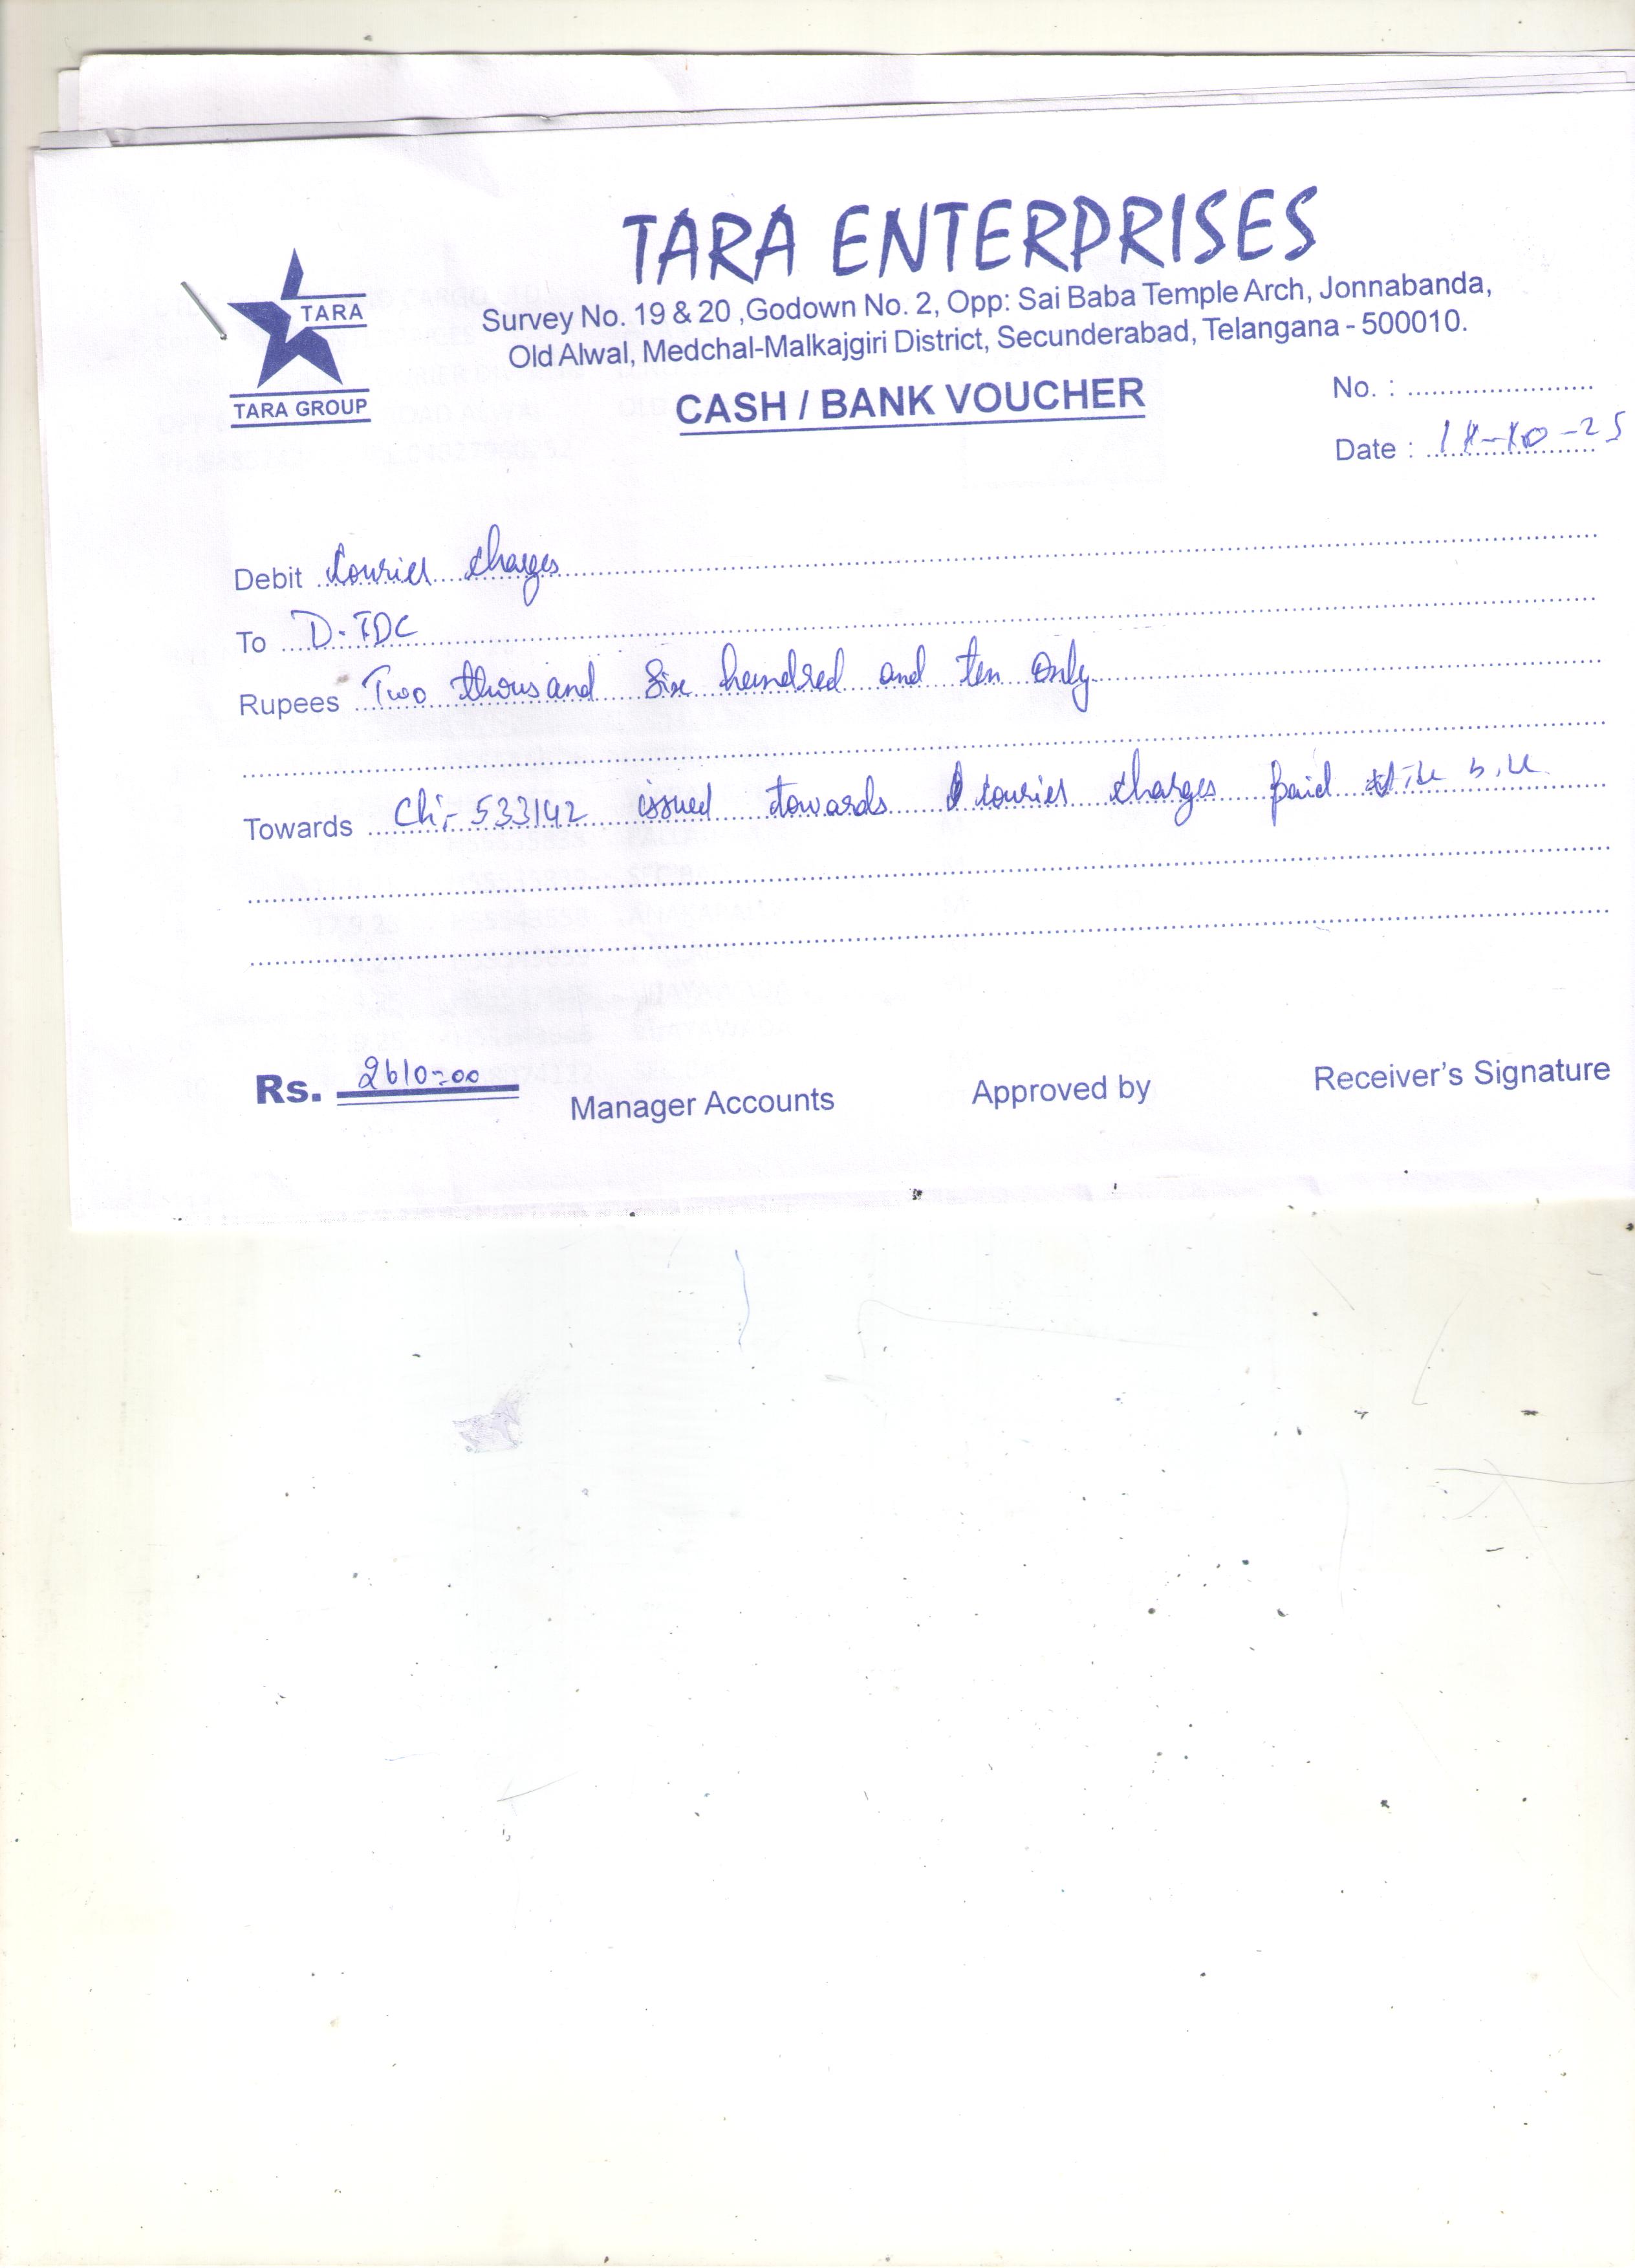 TARA ENTERPRISES
TARA
TARA GROUP
Survey No. 19 & 20 ,Godown No. 2, Opp: Sai Baba Temple Arch, Jonnabanda,
Old Alwal, Medchal-Malkajgiri District, Secunderabad, Telangana - 500010.
CASH / BANK VOUCHER
No. :
Date : -10-25
Debit Courier charges
To D.TDC
Rupees Two thousand Six hundred and ten Only
Towards Ch:- 533142 issued towards courier charges paid
Rs. 2610=00
Manager Accounts
Approved by
Receiver's Signature